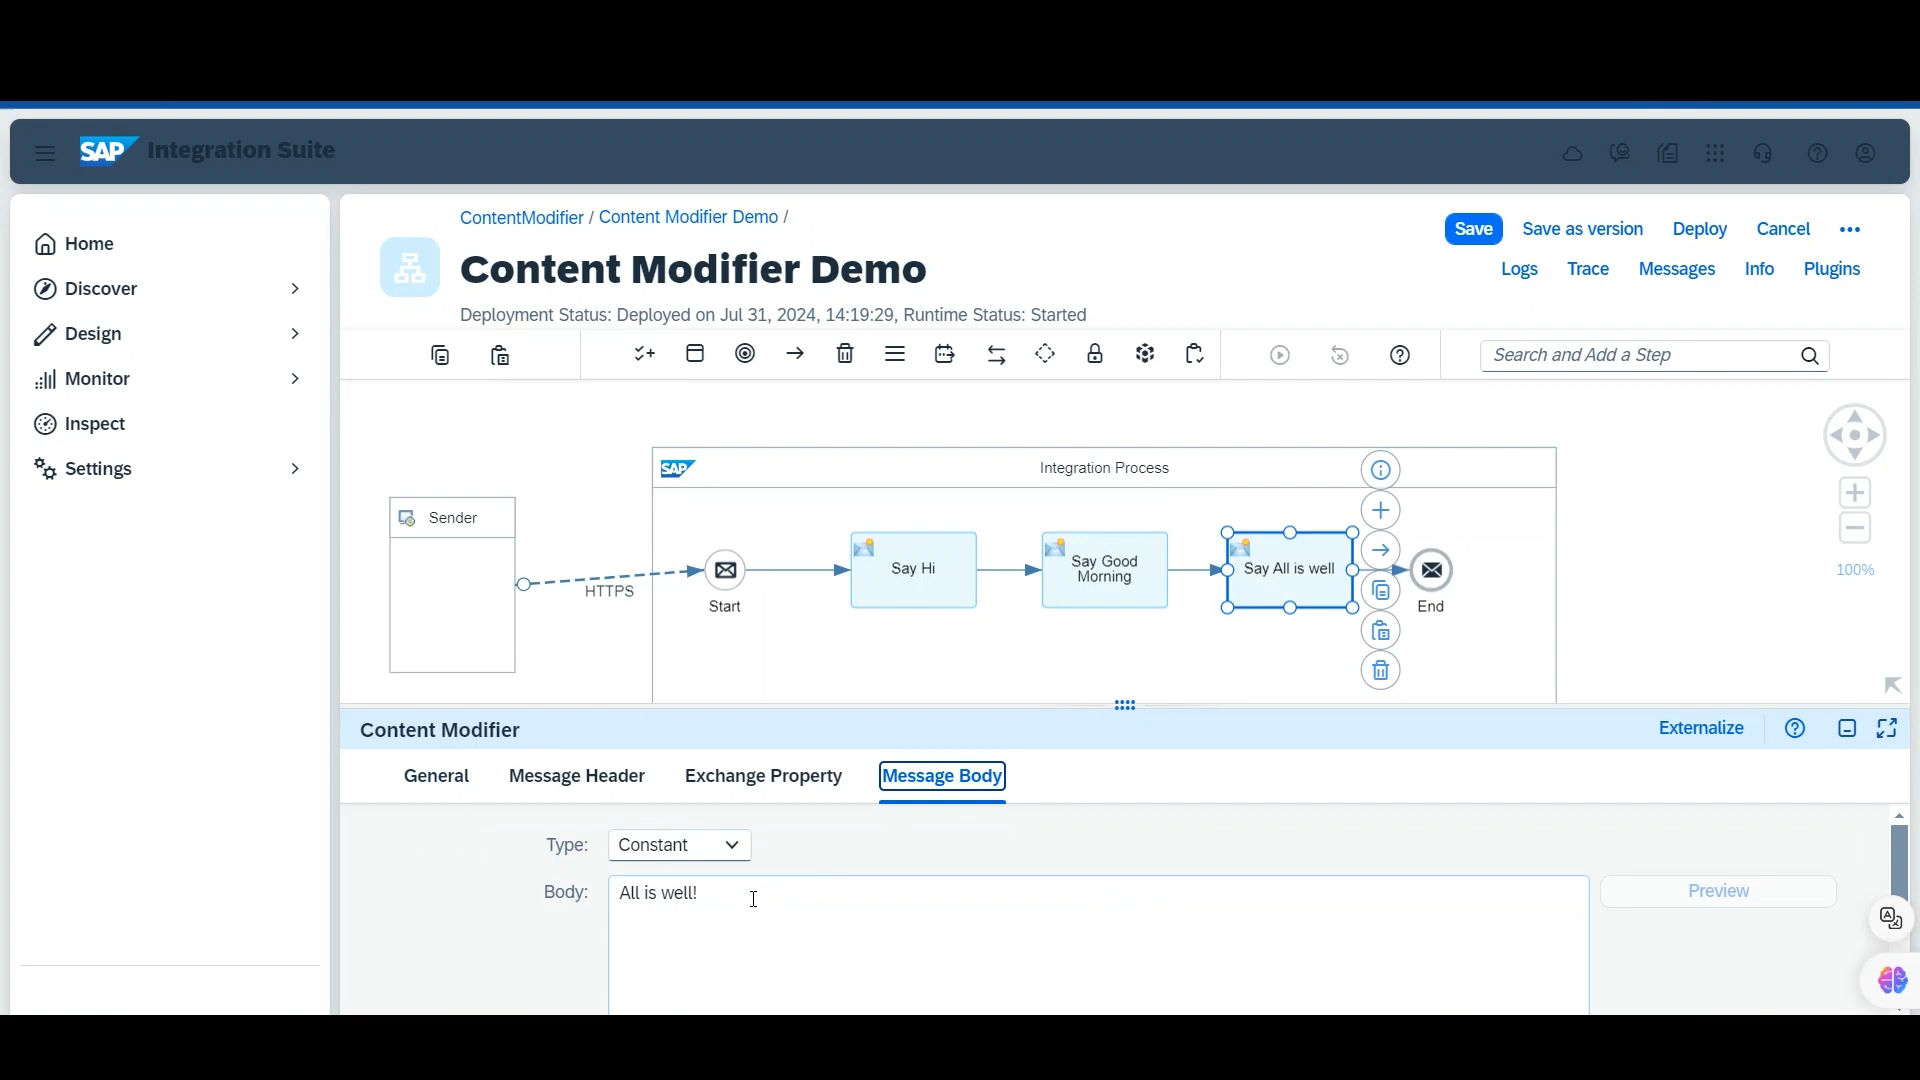 SAP Integration Suite
Home
Discover
Design
Monitor
Inspect
Settings
ContentModifier / Content Modifier Demo /
Content Modifier Demo
Deployment Status: Deployed on Jul 31, 2024, 14:19:29, Runtime Status: Started
Save Save as version Deploy Cancel
Logs Trace Messages Info Plugins
Search and Add a Step
SAP Integration Process
Sender
HTTPS
Start
Say Hi
Say Good
Morning
Say All is well
End
100%
Content Modifier Externalize
General Message Header Exchange Property Message Body
Type: Constant
Body: All is well! Preview